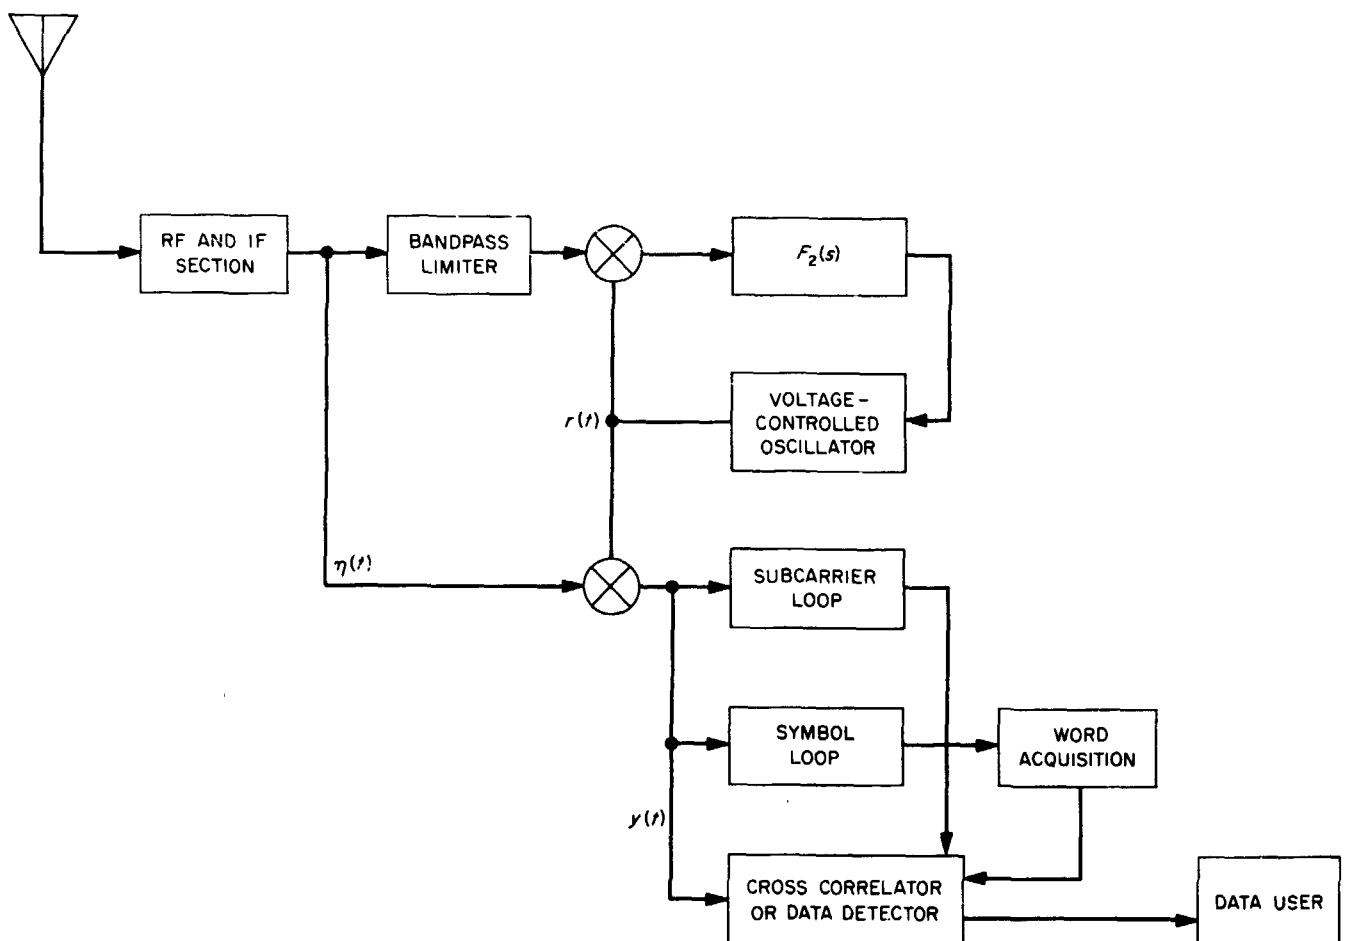 RF AND IF
SECTION
BANDPASS
LIMITER
F₂(s)
VOLTAGE-
CONTROLLED
OSCILLATOR
r(t)
η(t)
SUBCARRIER
LOOP
SYMBOL
LOOP
WORD
ACQUISITION
y(t)
CROSS CORRELATOR
OR DATA DETECTOR
DATA USER